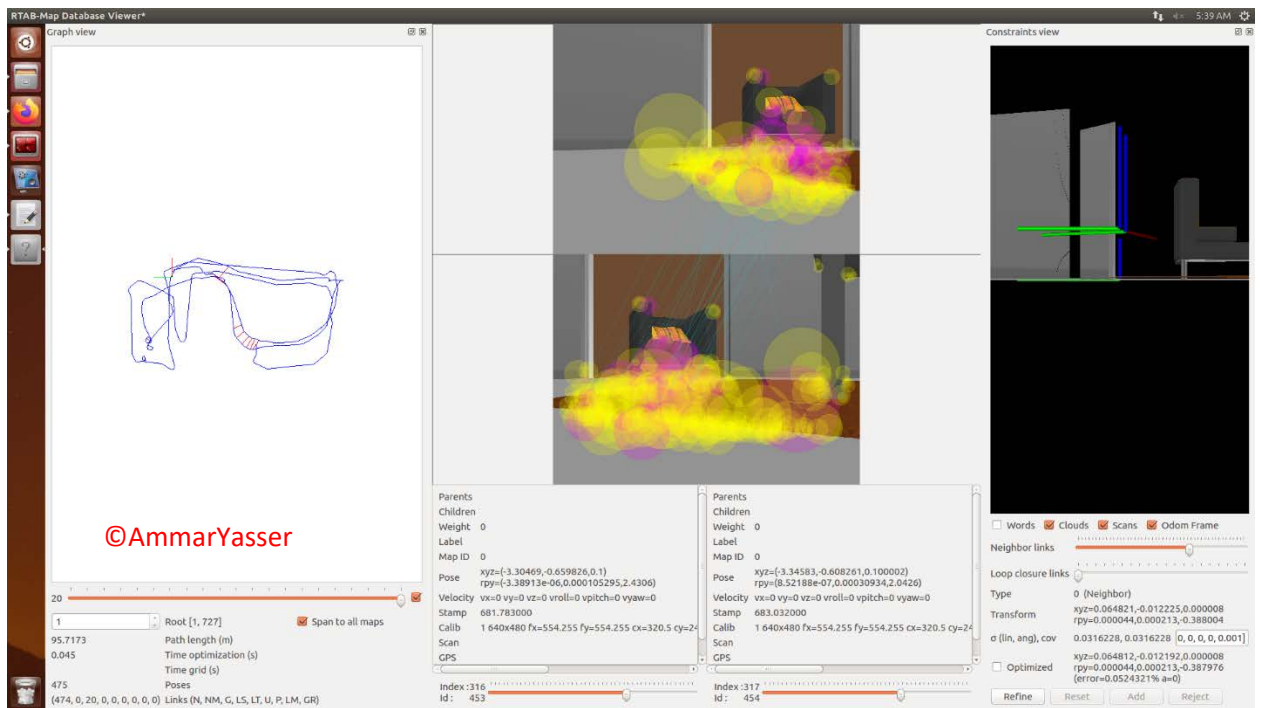 RTAB-Map Database Viewer*
5:39 AM
Graph view
©AmmarYasser
20
1 Root [1, 727] Span to all maps
95.7173 Path length (m)
0.045 Time optimization (s)
Time grid (s)
475 Poses
(474, 0, 20, 0, 0, 0, 0, 0, 0) Links (N, NM, G, LS, LT, U, P, LM, GR)
Parents
Children
Weight 0
Label
Map ID 0
Pose xyz=(-3.30469,-0.659826,0.1)
rpy=(-3.38913e-06,0.000105295,2.4306)
Velocity vx=0 vy=0 vz=0 vroll=0 vpitch=0 vyaw=0
Stamp 681.783000
Calib 1 640x480 fx=554.255 fy=554.255 cx=320.5 cy=24
Scan
GPS
Index :316
Id : 453
Parents
Children
Weight 0
Label
Map ID 0
Pose xyz=(-3.34583,-0.608261,0.100002)
rpy=(8.52188e-07,0.00030934,2.0426)
Velocity vx=0 vy=0 vz=0 vroll=0 vpitch=0 vyaw=0
Stamp 683.032000
Calib 1 640x480 fx=554.255 fy=554.255 cx=320.5 cy=24
Scan
GPS
Index :317
Id : 454
Constraints view
Words Clouds Scans Odom Frame
Neighbor links
Loop closure links
Type 0 (Neighbor)
Transform xyz=0.064821,-0.012225,0.000008
rpy=0.000044,0.000213,-0.388004
σ (lin, ang), cov 0.0316228, 0.0316228 0, 0, 0, 0, 0.001]
Optimized xyz=0.064812,-0.012192,0.000008
rpy=0.000044,0.000213,-0.387976
(error=0.0524321% a=0)
Refine Reset Add Reject